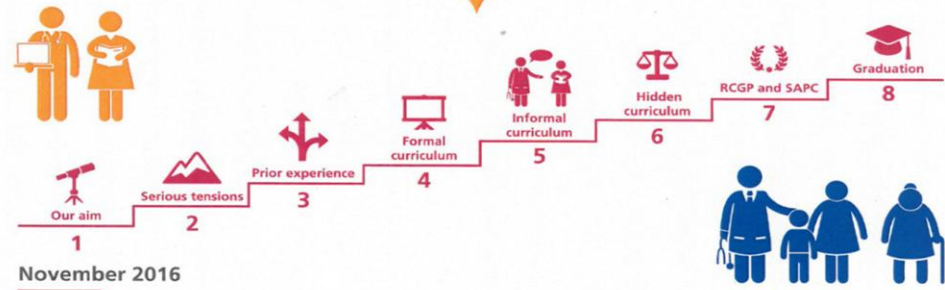 Our aim
1
Serious tensions
2
Prior experience
3
Formal
curriculum
4
Informal
curriculum
5
Hidden
curriculum
6
RCGP and SAPC
7
Graduation
8
November 2016